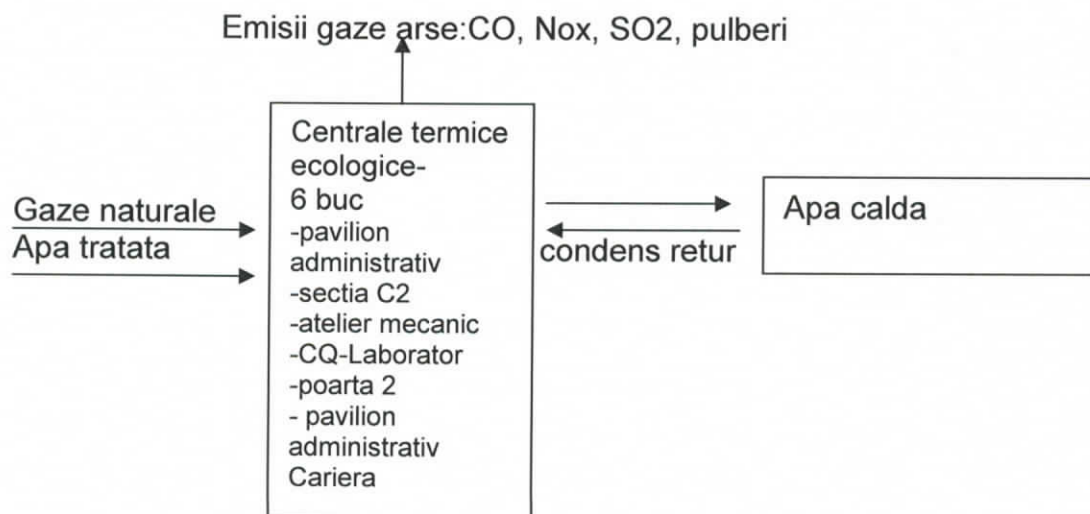 Emisii gaze arse:CO, Nox, SO2, pulberi
Gaze naturale
Apa tratata
Centrale termice
ecologice-
6 buc
-pavilion
administrativ
-sectia C2
-atelier mecanic
-CQ-Laborator
-poarta 2
- pavilion
administrativ
Cariera
condens retur
Apa calda